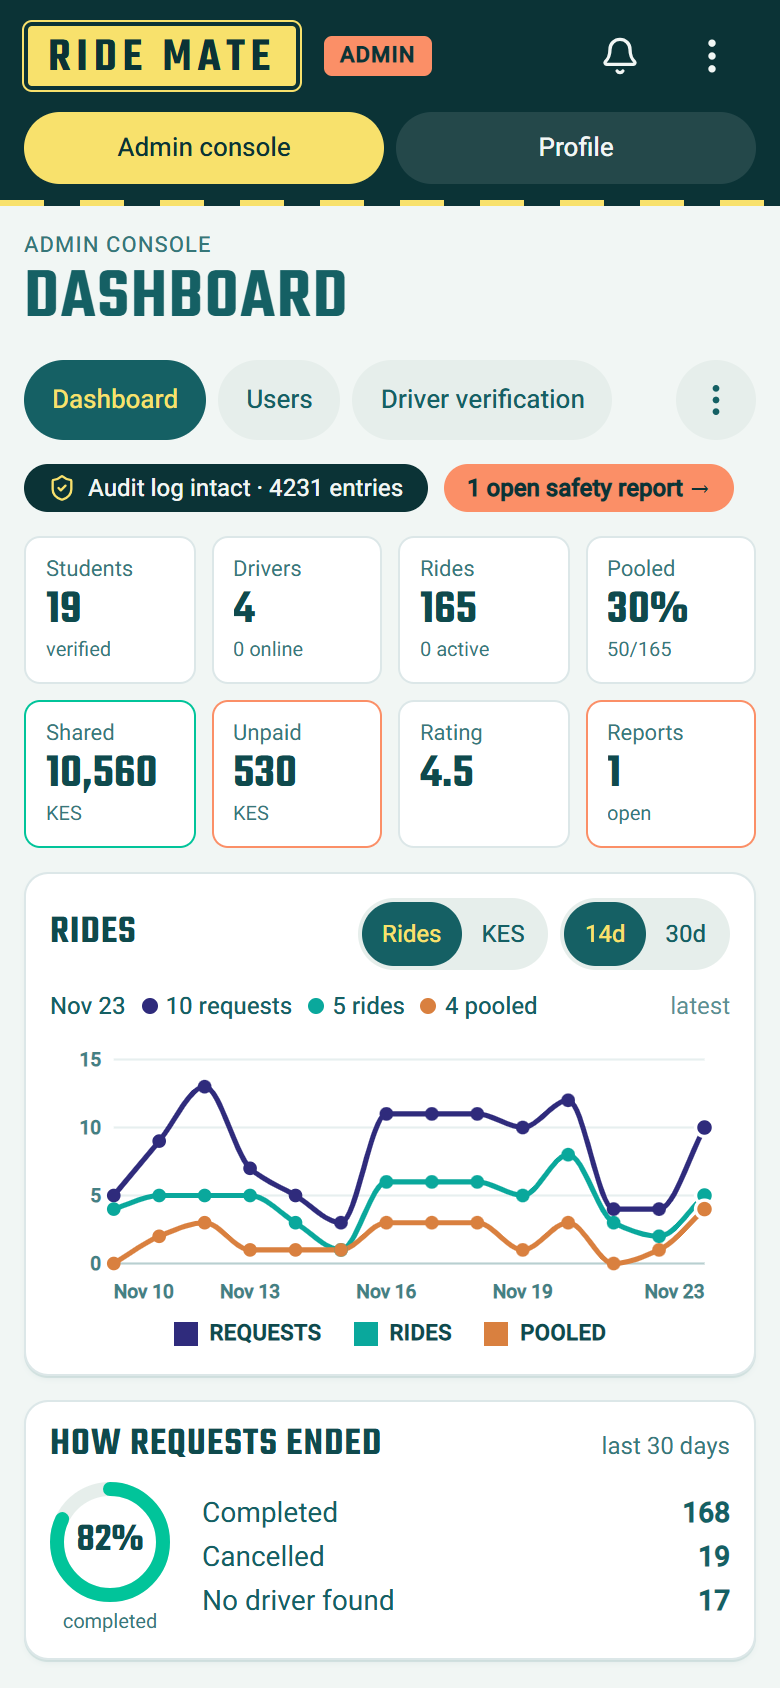 RIDE MATE
ADMIN
Admin console
Profile
ADMIN CONSOLE
DASHBOARD
Dashboard
Users
Driver verification
Audit log intact · 4231 entries
1 open safety report →
Students
19
verified
Drivers
4
0 online
Rides
165
0 active
Pooled
30%
50/165
Shared
10,560
KES
Unpaid
530
KES
Rating
4.5
Reports
1
open
RIDES
Rides
KES
14d
30d
Nov 23
10 requests
5 rides
4 pooled
latest
15
10
5
0
Nov 10
Nov 13
Nov 16
Nov 19
Nov 23
REQUESTS
RIDES
POOLED
HOW REQUESTS ENDED
last 30 days
82%
completed
Completed 168
Cancelled 19
No driver found 17